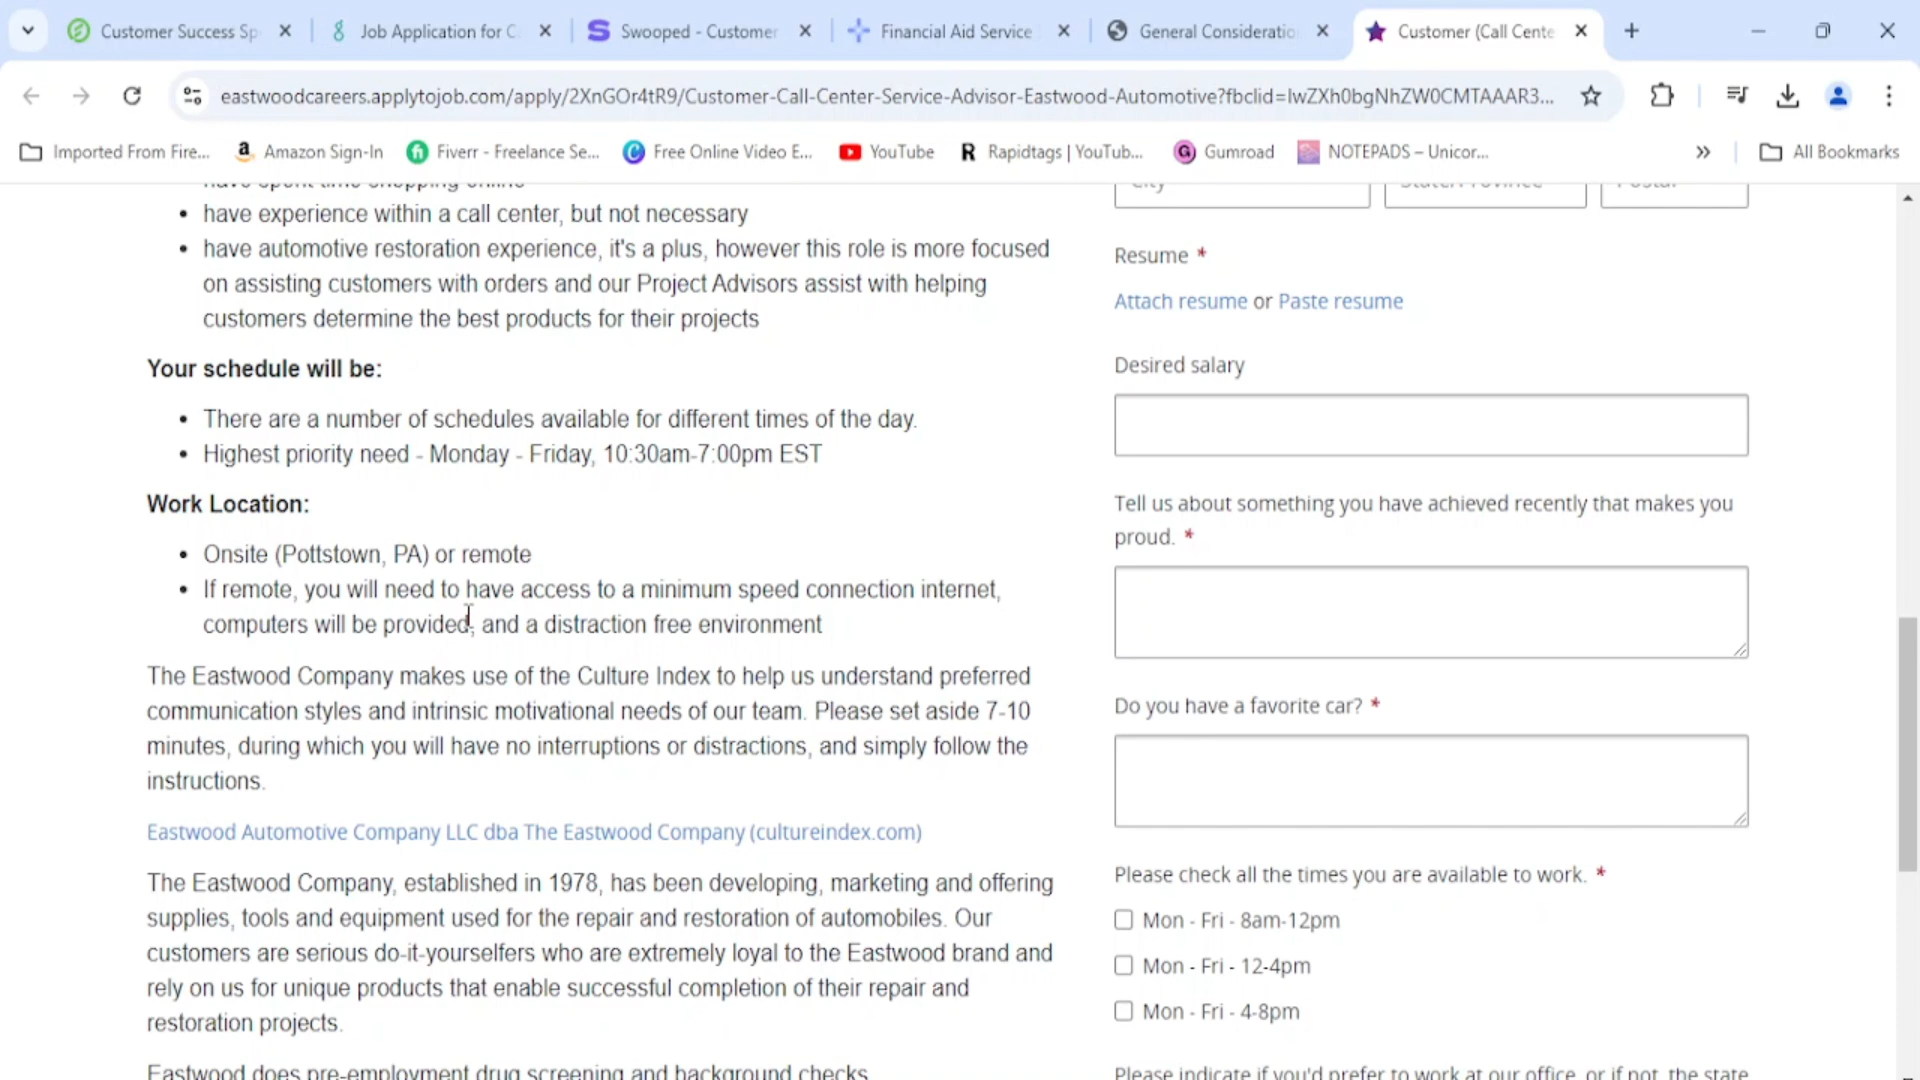 Customer Success Sp
Job Application for C
Swooped - Customer
Financial Aid Service
General Consideratio
Customer (Call Cente
eastwoodcareers.applytojob.com/apply/2XnGOr4tR9/Customer-Call-Center-Service-Advisor-Eastwood-Automotive?fbclid=IwZXh0bgNhZW0CMTAAAR3...
Imported From Fire...
Amazon Sign-In
Fiverr - Freelance Se...
Free Online Video E...
YouTube
Rapidtags | YouTub...
Gumroad
NOTEPADS – Unicor...
»
All Bookmarks
have spent time shopping online
• have experience within a call center, but not necessary
• have automotive restoration experience, it's a plus, however this role is more focused
on assisting customers with orders and our Project Advisors assist with helping
customers determine the best products for their projects
Your schedule will be:
• There are a number of schedules available for different times of the day.
• Highest priority need - Monday - Friday, 10:30am-7:00pm EST
Work Location:
• Onsite (Pottstown, PA) or remote
• If remote, you will need to have access to a minimum speed connection internet,
computers will be provided, and a distraction free environment
The Eastwood Company makes use of the Culture Index to help us understand preferred
communication styles and intrinsic motivational needs of our team. Please set aside 7-10
minutes, during which you will have no interruptions or distractions, and simply follow the
instructions.
Eastwood Automotive Company LLC dba The Eastwood Company (cultureindex.com)
The Eastwood Company, established in 1978, has been developing, marketing and offering
supplies, tools and equipment used for the repair and restoration of automobiles. Our
customers are serious do-it-yourselfers who are extremely loyal to the Eastwood brand and
rely on us for unique products that enable successful completion of their repair and
restoration projects.
Eastwood does pre-employment drug screening and background checks
City
State/Province
Postal
Resume *
Attach resume or Paste resume
Desired salary
Tell us about something you have achieved recently that makes you
proud. *
Do you have a favorite car? *
Please check all the times you are available to work. *
Mon - Fri - 8am-12pm
Mon - Fri - 12-4pm
Mon - Fri - 4-8pm
Please indicate if you'd prefer to work at our office, or if not, the state